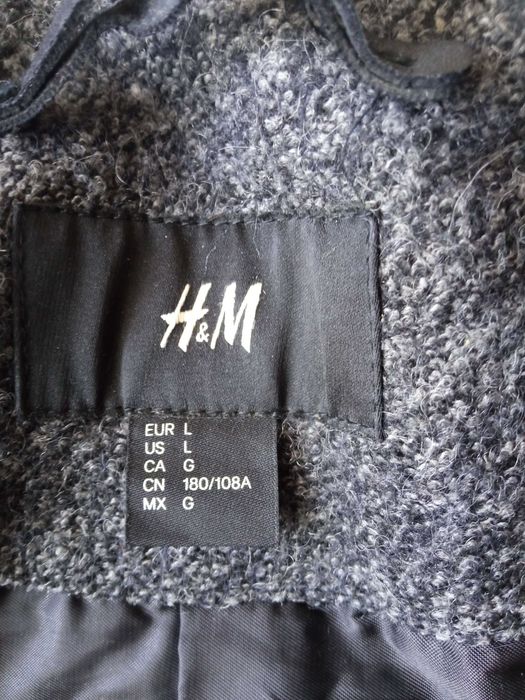 H&M
EUR L
US L
CA G
CN 180/108A
MX G